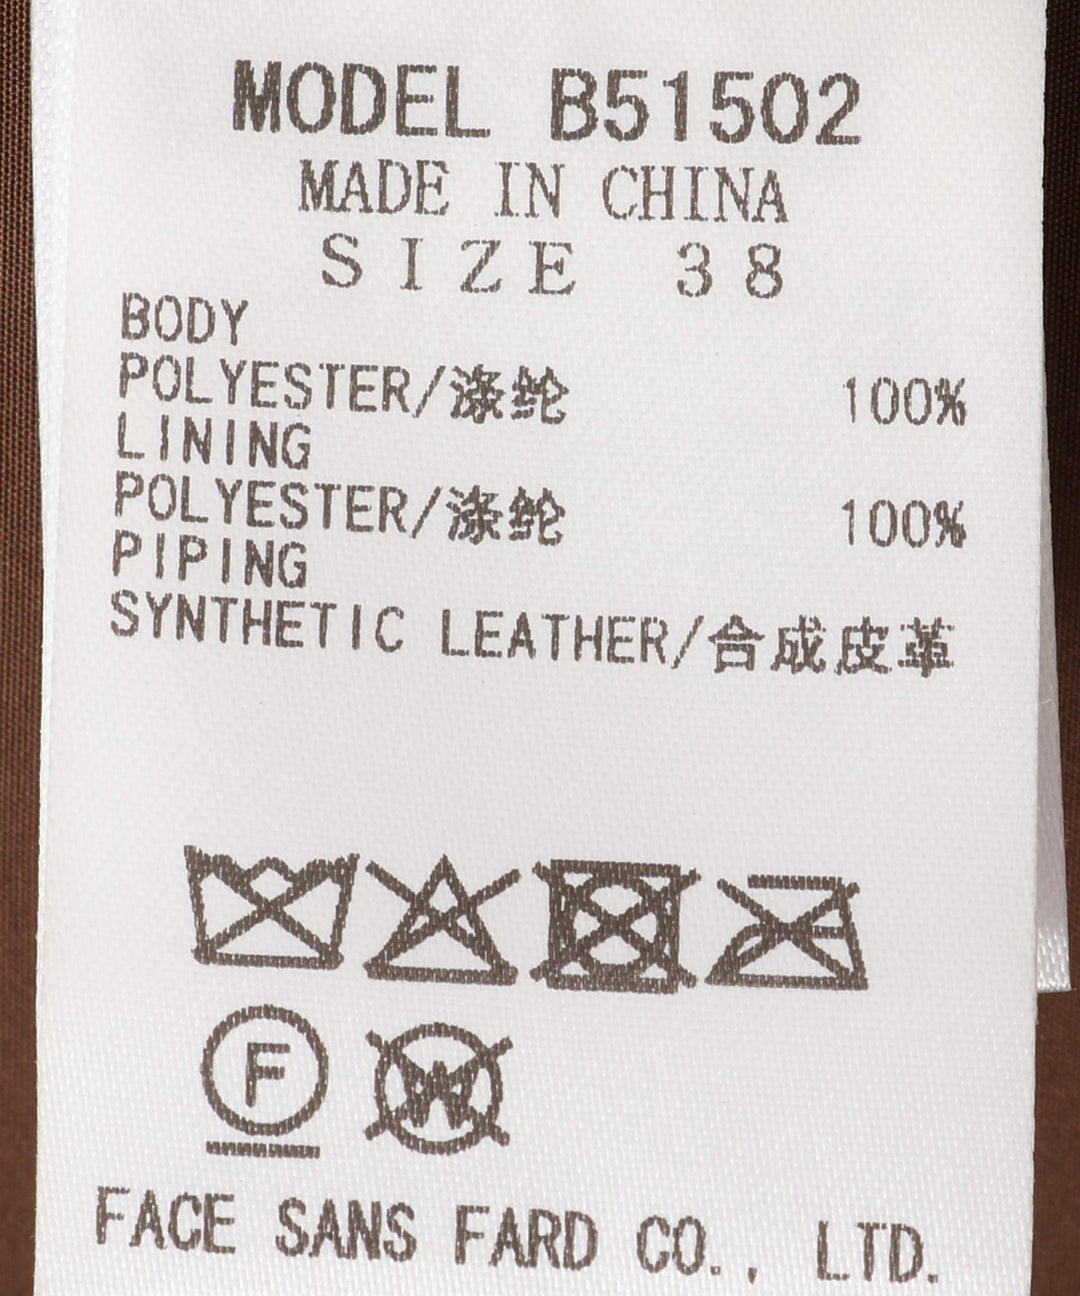 MODEL B51502
MADE IN CHINA
SIZE 38
BODY
POLYESTER/涤纶 100%
LINING
POLYESTER/涤纶 100%
PIPING
SYNTHETIC LEATHER/合成皮革
F W
FACE SANS FARD CO., LTD.